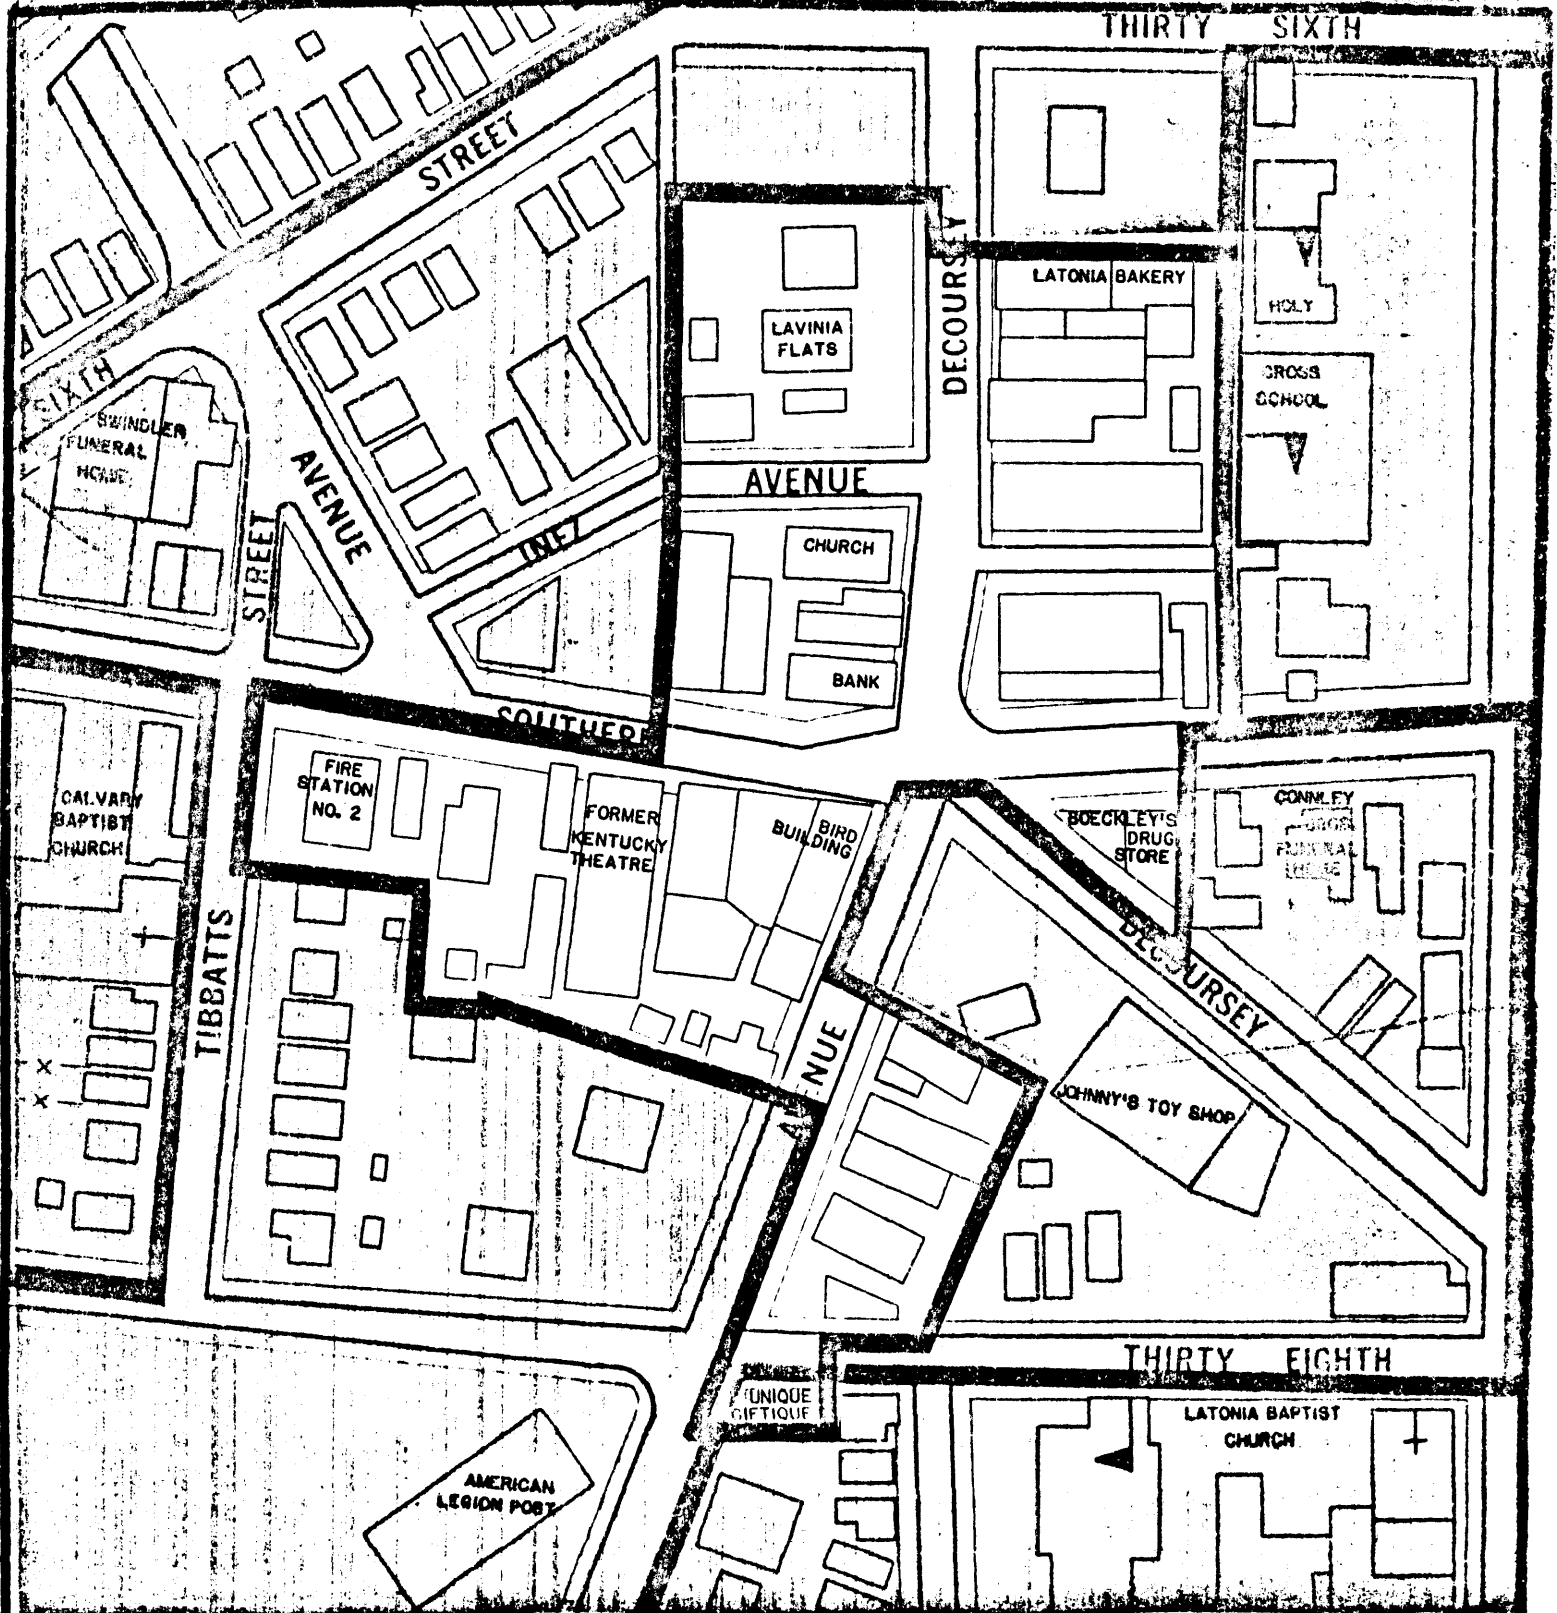 THIRTY SIXTH
STREET
LATONIA BAKERY
HOLY
LAVINIA
FLATS
DECOURSEY
CROSS
SCHOOL
SIXTH
SWINDLER
FUNERAL
HOME
AVENUE
AVENUE
INEZ
STREET
CHURCH
BANK
SOUTHERN
FIRE
STATION
NO. 2
CALVARY
BAPTIST
CHURCH
FORMER
KENTUCKY
THEATRE
BIRD
BUILDING
BOECKLEY'S
DRUG
STORE
CONNLEY
BROS
FUNERAL
HOME
TIBBATTS
DECOURSEY
AVENUE
JOHNNY'S TOY SHOP
THIRTY EIGHTH
UNIQUE
GIFTIQUE
LATONIA BAPTIST
CHURCH
AMERICAN
LEGION POST